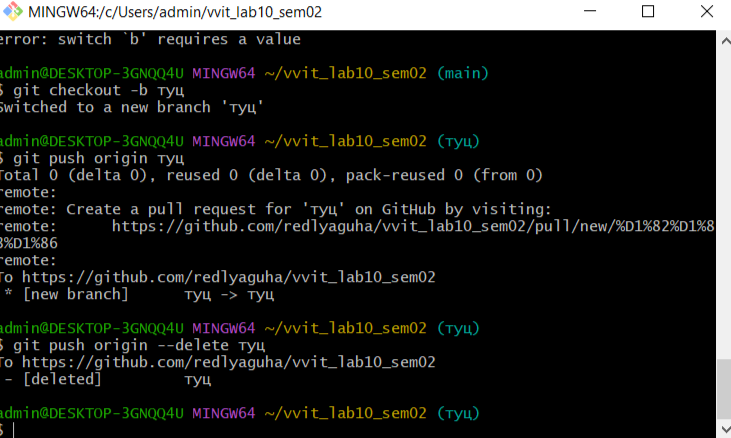 MINGW64:/c/Users/admin/vvit_lab10_sem02
error: switch `b' requires a value
admin@DESKTOP-3GNQQ4U MINGW64 ~/vvit_lab10_sem02 (main)
$ git checkout -b туц
Switched to a new branch 'туц'
admin@DESKTOP-3GNQQ4U MINGW64 ~/vvit_lab10_sem02 (туц)
$ git push origin туц
Total 0 (delta 0), reused 0 (delta 0), pack-reused 0 (from 0)
remote:
remote: Create a pull request for 'туц' on GitHub by visiting:
remote:      https://github.com/redlyaguha/vvit_lab10_sem02/pull/new/%D1%82%D1%8
3%D1%86
remote:
To https://github.com/redlyaguha/vvit_lab10_sem02
* [new branch]      туц -> туц
admin@DESKTOP-3GNQQ4U MINGW64 ~/vvit_lab10_sem02 (туц)
$ git push origin --delete туц
To https://github.com/redlyaguha/vvit_lab10_sem02
- [deleted]         туц
admin@DESKTOP-3GNQQ4U MINGW64 ~/vvit_lab10_sem02 (туц)
$